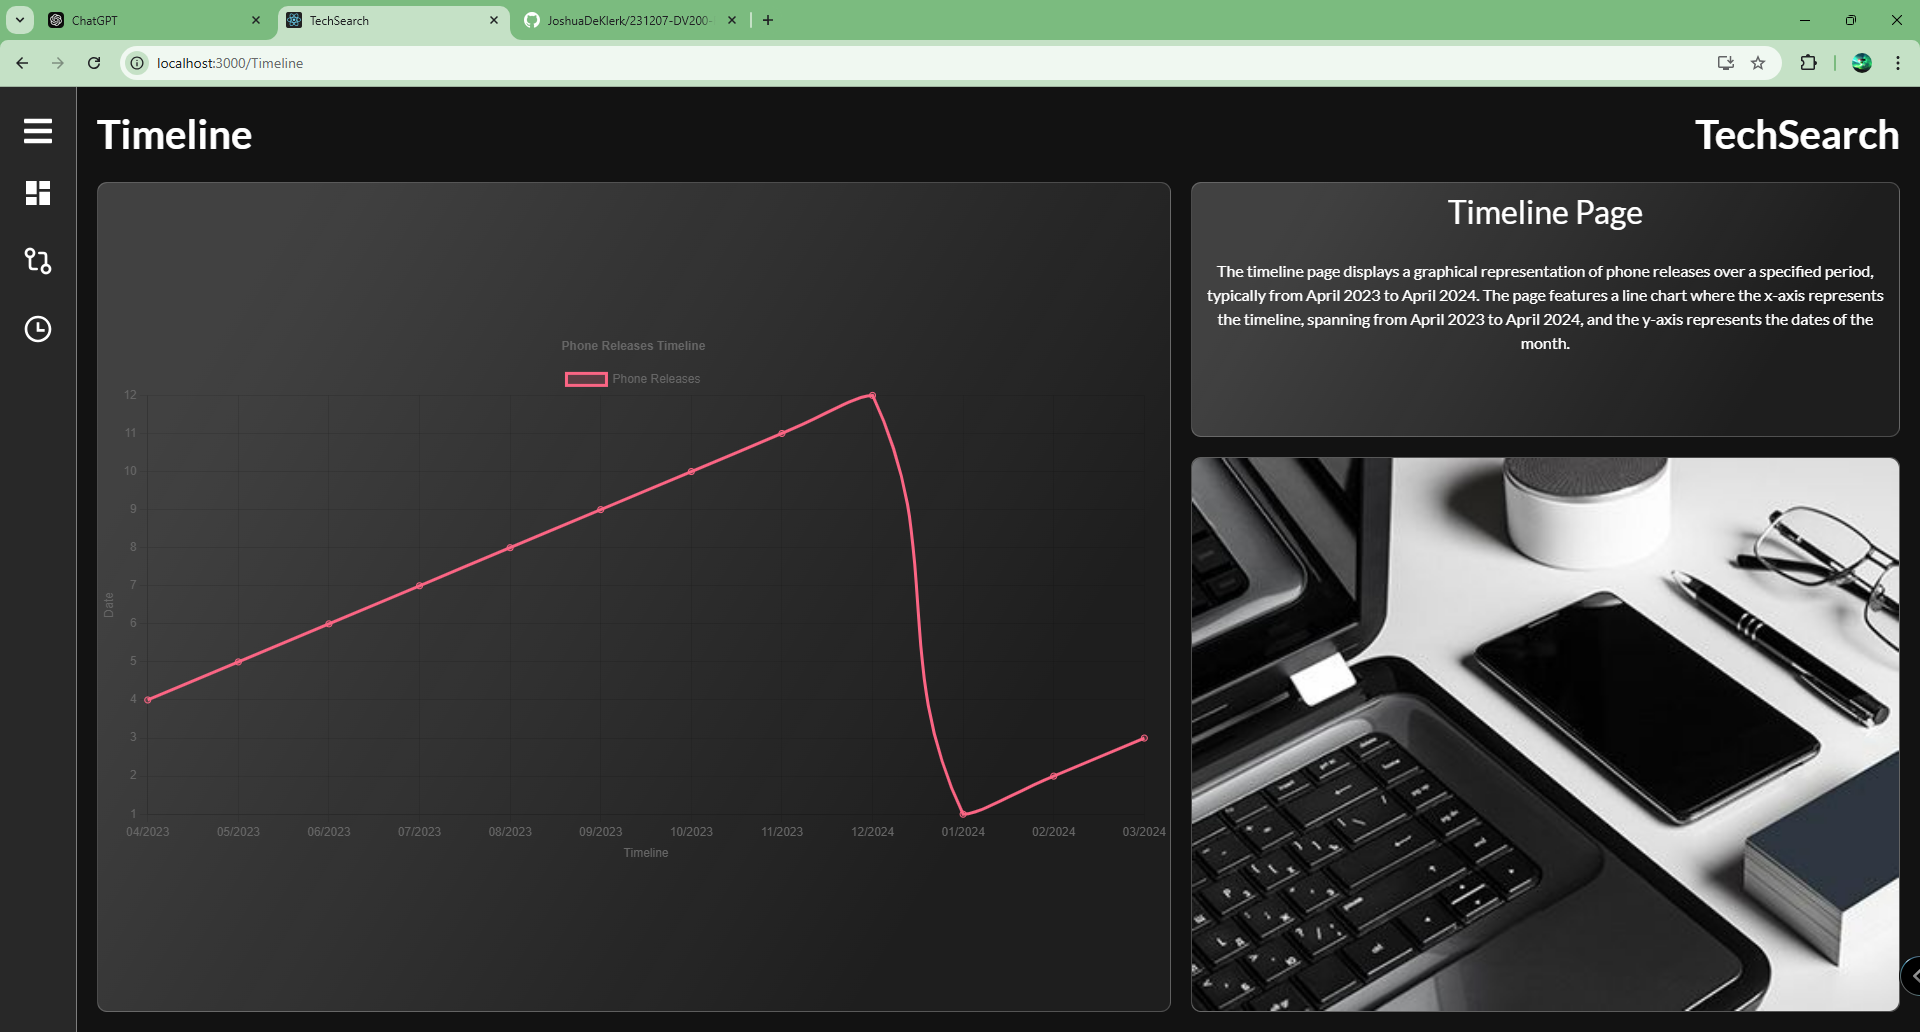 ChatGPT
TechSearch
JoshuaDeKlerk/231207-DV200-
localhost:3000/Timeline
Timeline
TechSearch
Phone Releases Timeline
Phone Releases
12
11
10
9
8
7
6
5
4
3
2
1
Date
04/2023 05/2023 06/2023 07/2023 08/2023 09/2023 10/2023 11/2023 12/2024 01/2024 02/2024 03/2024
Timeline
Timeline Page
The timeline page displays a graphical representation of phone releases over a specified period,
typically from April 2023 to April 2024. The page features a line chart where the x-axis represents
the timeline, spanning from April 2023 to April 2024, and the y-axis represents the dates of the
month.